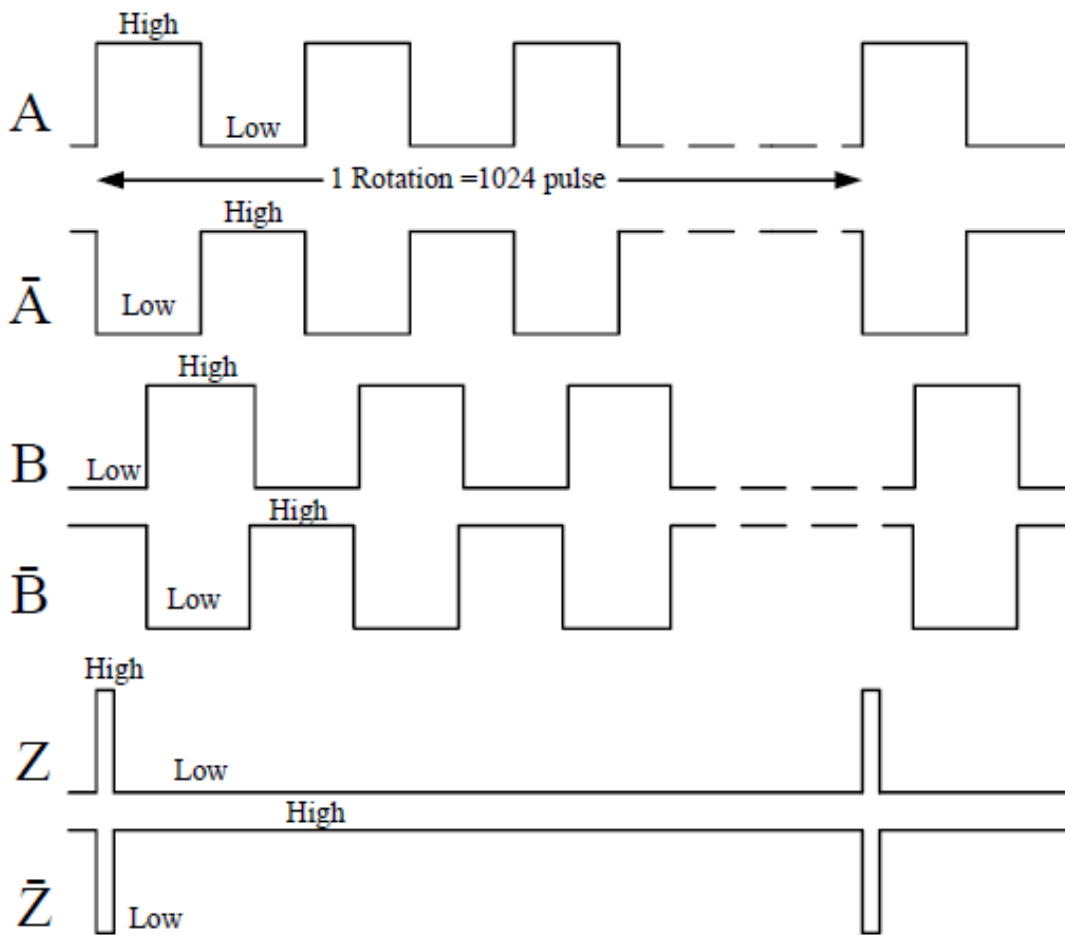 High
A
Low
1 Rotation =1024 pulse
High
Ā
Low
High
B
Low
High
B̄
Low
High
Z
Low
High
Z̄
Low